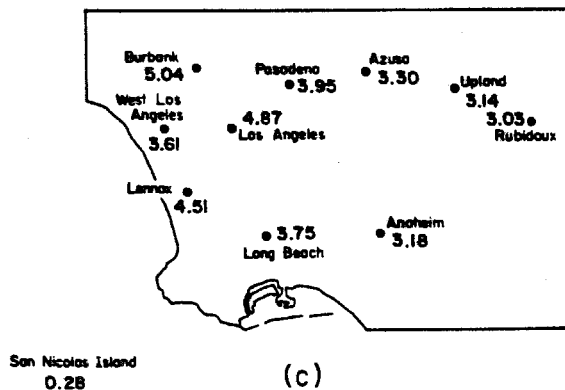 Burbank
5.04
Pasadena
3.95
Azusa
3.30
Upland
3.14
3.03
Rubidoux
West Los
Angeles
3.61
4.87
Los Angeles
Lennox
4.51
3.75
Long Beach
Anaheim
3.18
San Nicolas Island
0.28
(c)